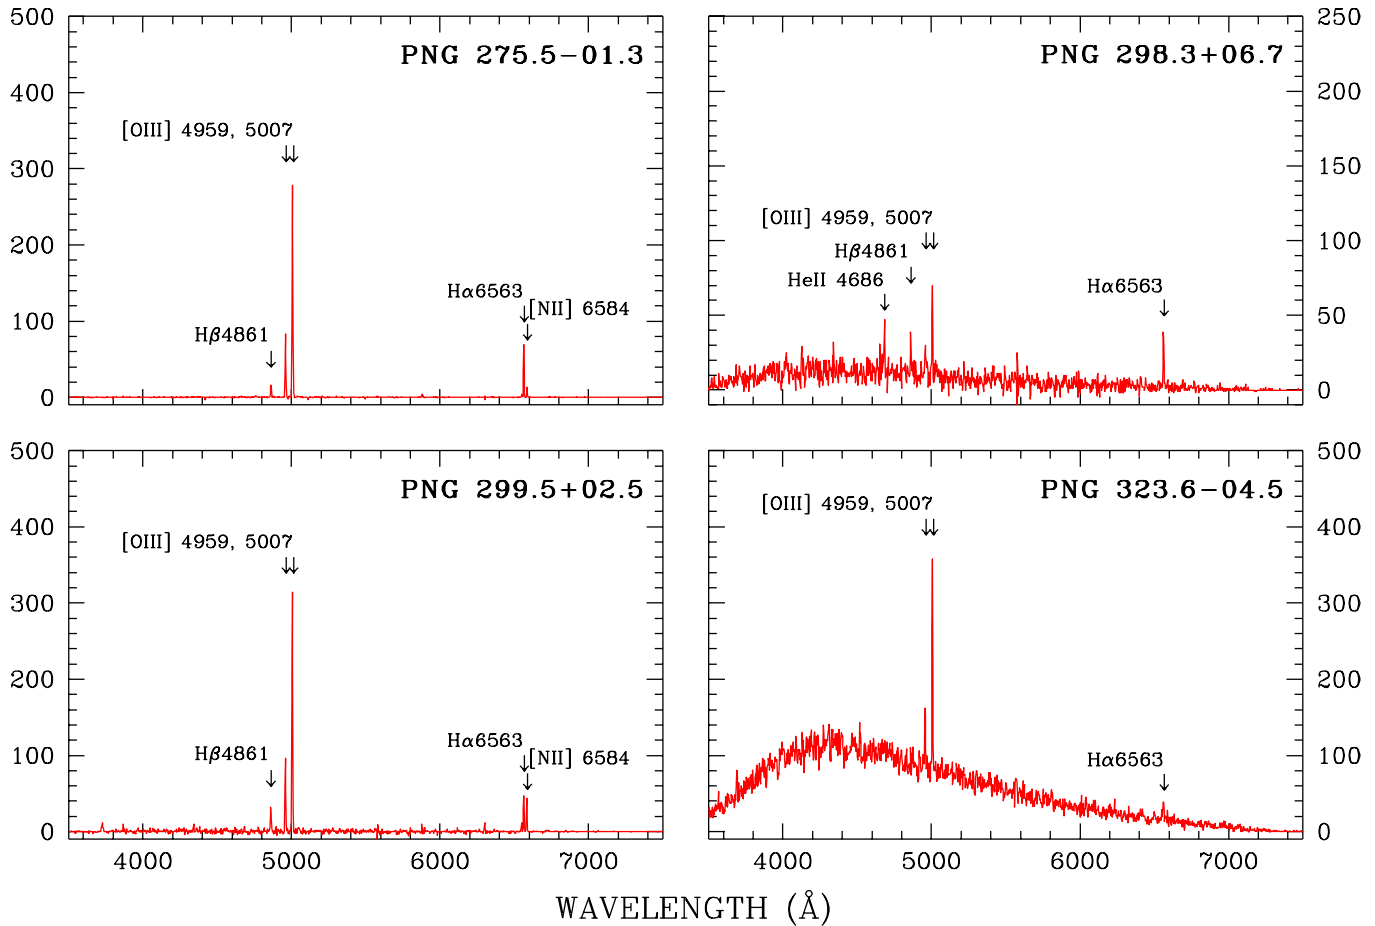 500
400
300
200
100
0
PNG 275.5−01.3
[OIII] 4959, 5007
Hβ4861
Hα6563
[NII] 6584
250
200
150
100
50
0
PNG 298.3+06.7
[OIII] 4959, 5007
Hβ4861
HeII 4686
Hα6563
500
400
300
200
100
0
PNG 299.5+02.5
[OIII] 4959, 5007
Hβ4861
Hα6563
[NII] 6584
4000 5000 6000 7000
500
400
300
200
100
0
PNG 323.6−04.5
[OIII] 4959, 5007
Hα6563
4000 5000 6000 7000
WAVELENGTH (Å)